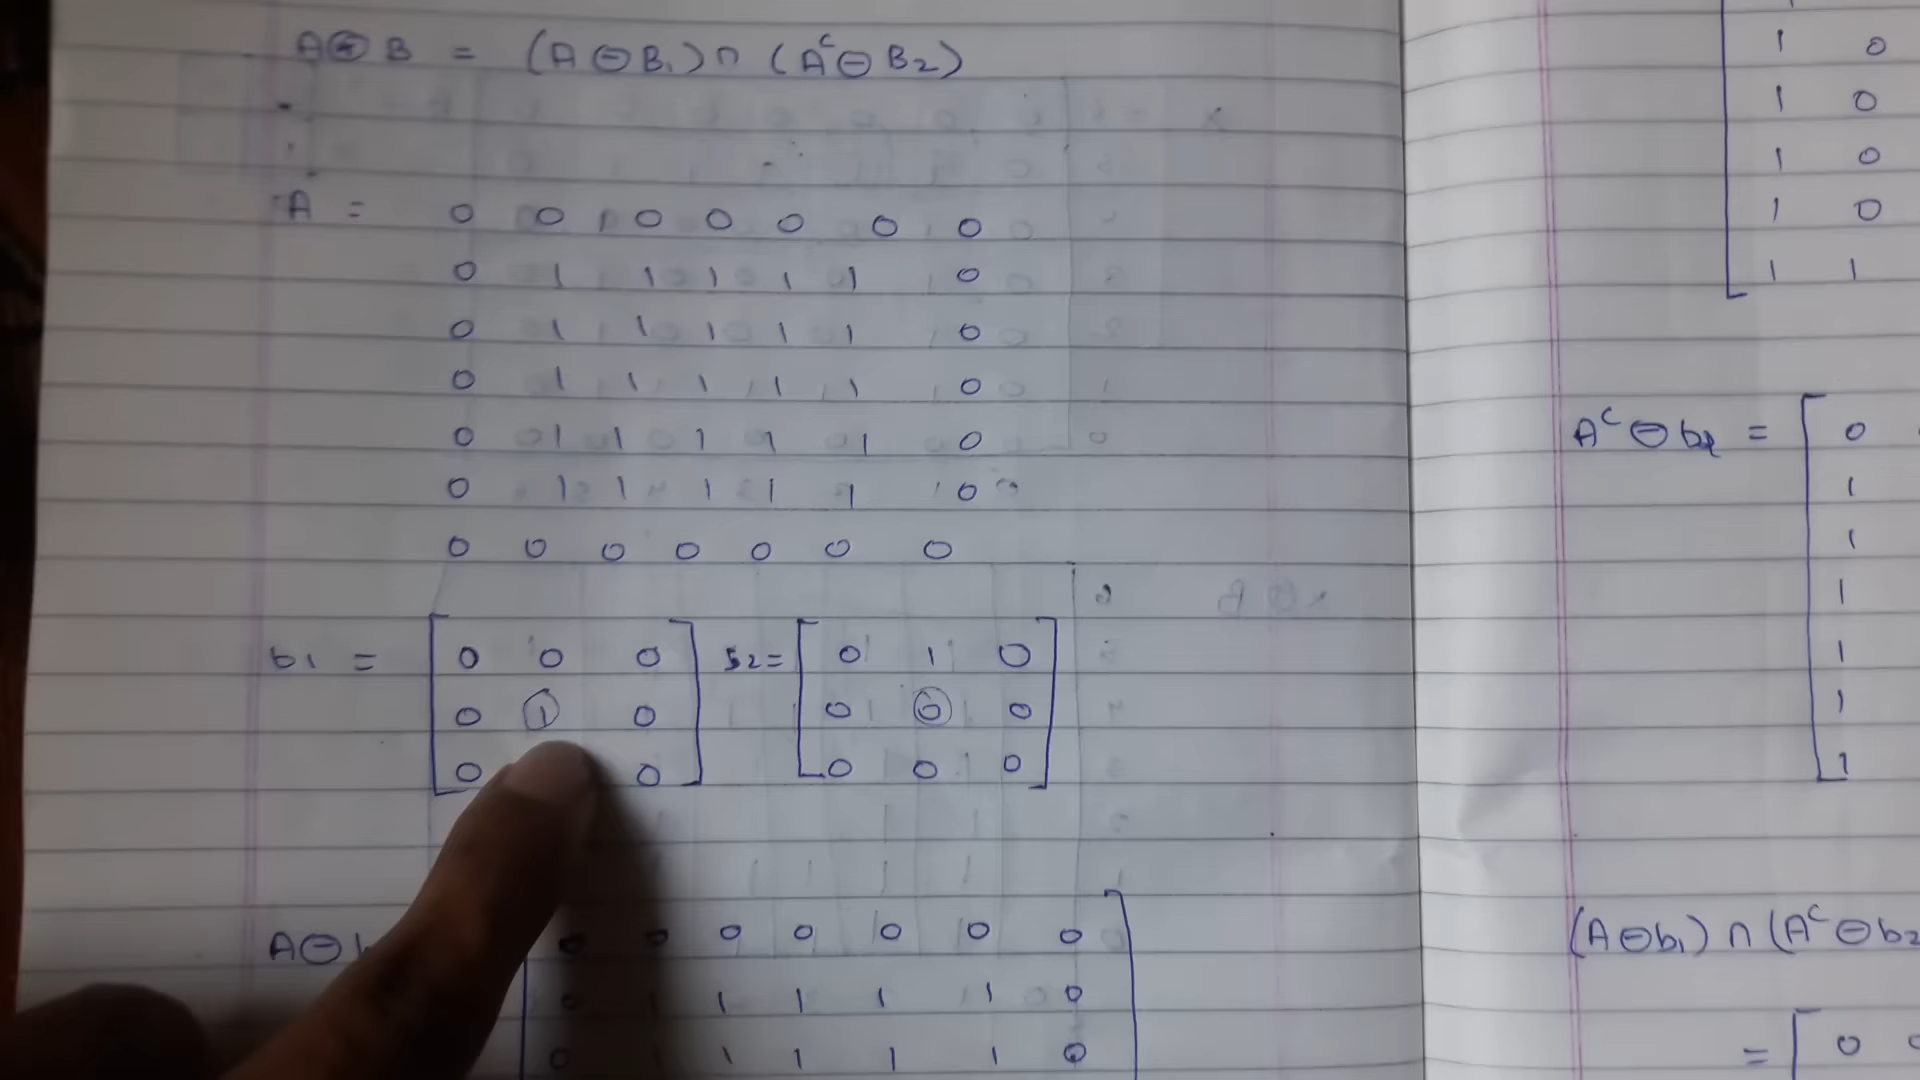 A⊛B = (A⊖B₁)∩(Aᶜ⊖B₂)
A = 0 0 0 0 0 0 0
0 1 1 1 1 1 0
0 1 1 1 1 1 0
0 1 1 1 1 1 0
0 1 1 1 1 1 0
0 1 1 1 1 1 0
0 0 0 0 0 0 0
b₁ = [0 0 0 b₂ = [0 1 0
0 1 0 0 0 0
0 0] 0 0 0]
A⊖b
0 0 0 0 0 0 0
0 1 1 1 1 1 0
0 1 1 1 1 1 0
1 0
1 0
1 0
1 0
1 1
Aᶜ⊖b₂ = [0
1
1
1
1
1
1
(A⊖b₁)∩(Aᶜ⊖b₂
= [0